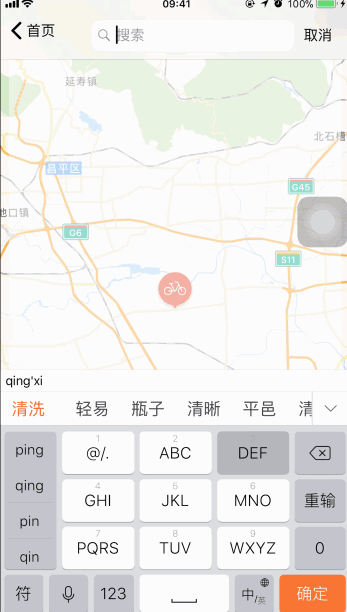 09:41
100%
首页
搜索
取消
延寿镇
北石槽
昌平区
G45
G6
S11
qing'xi
清洗 轻易 瓶子 清晰 平邑 清
ping
qing
pin
qin
1
@/.
2
ABC
DEF
4
GHI
5
JKL
6
MNO
重输
7
PQRS
8
TUV
9
WXYZ
0
符
123
中/英
确定